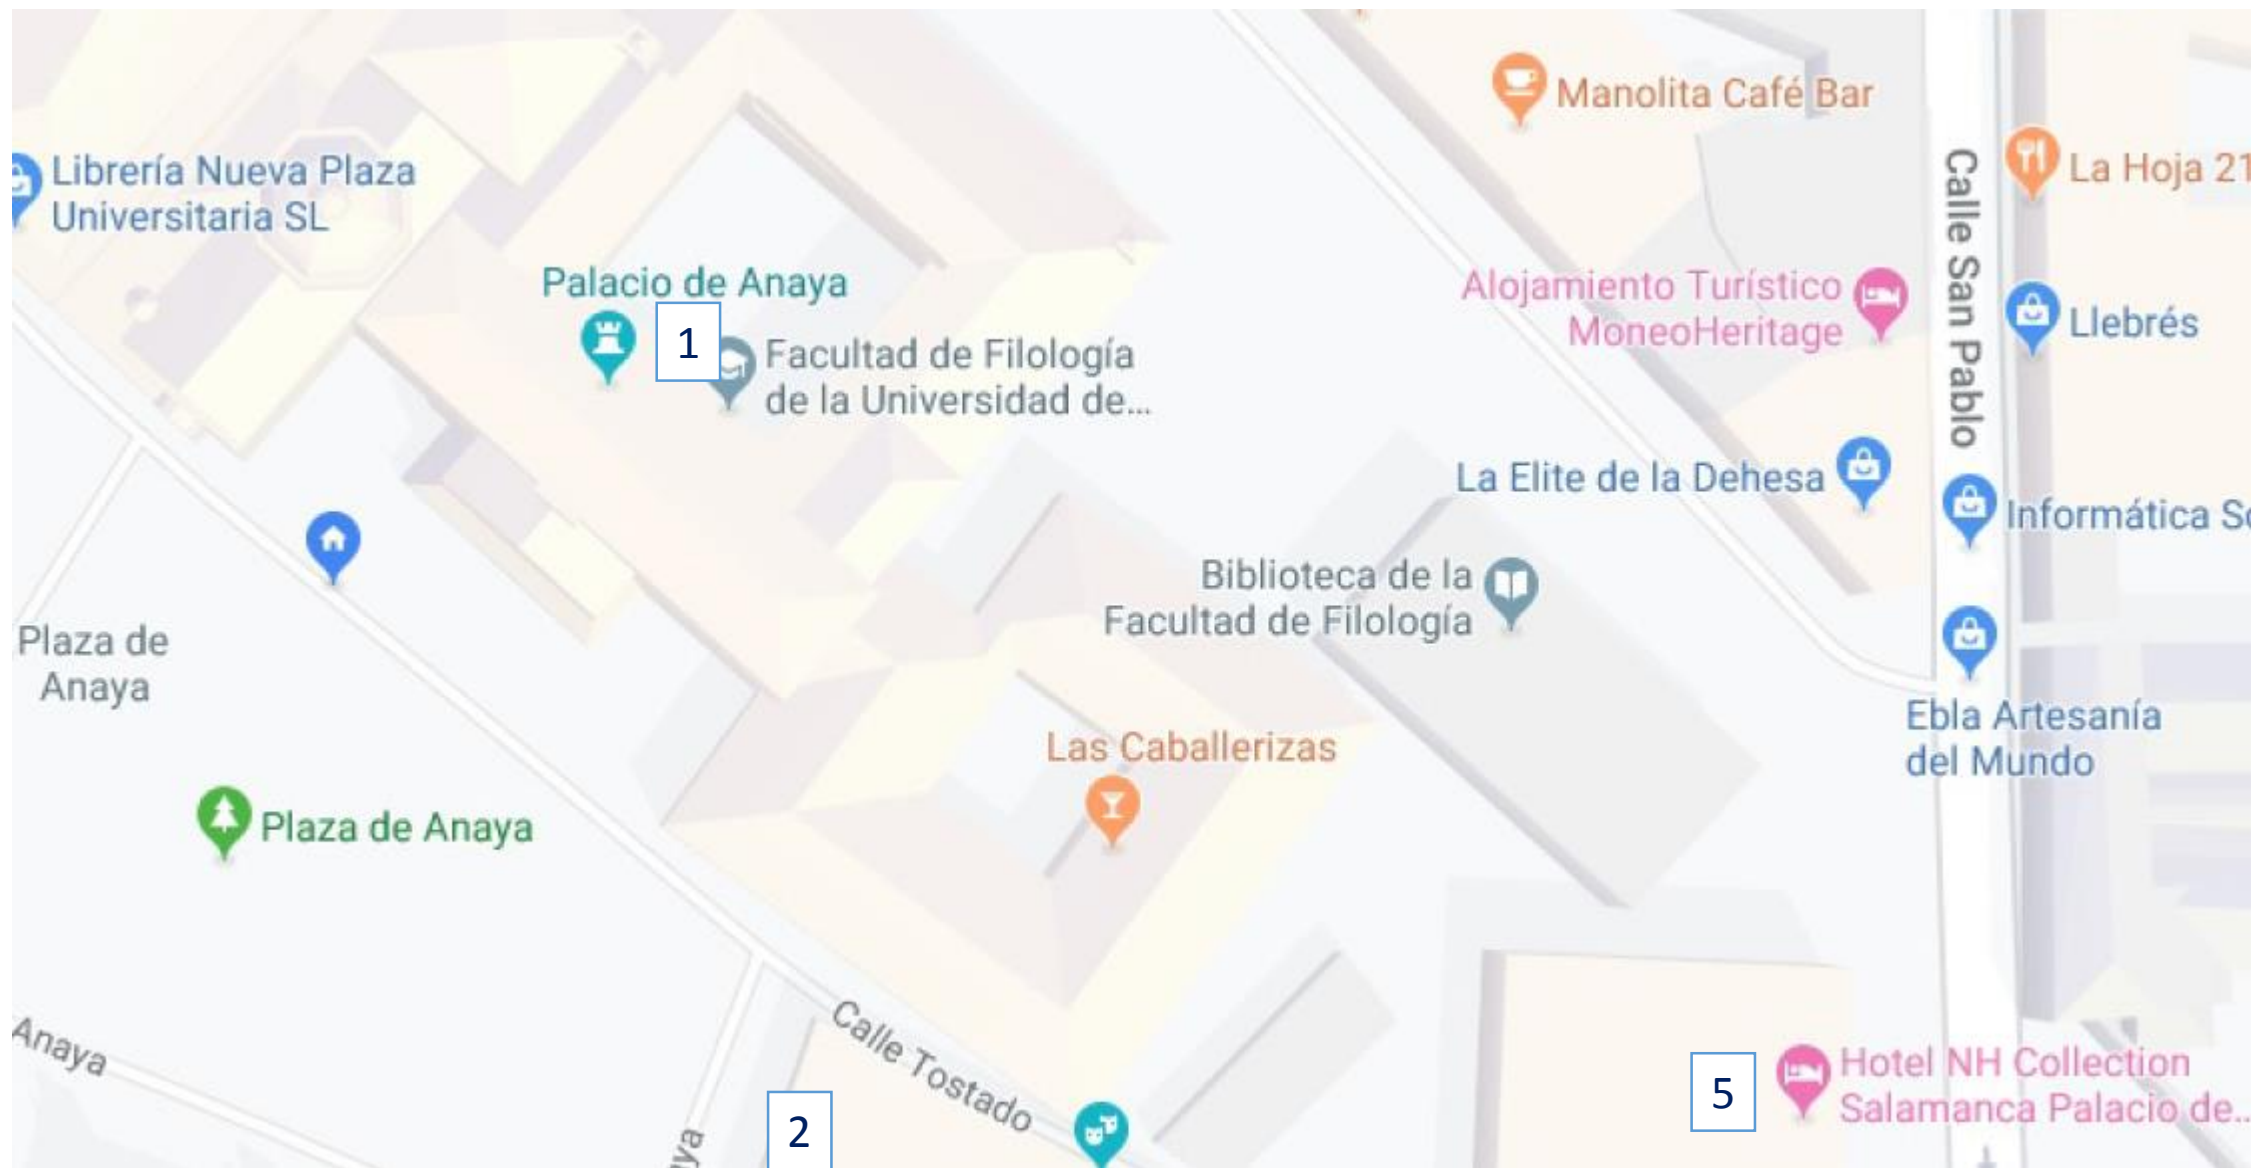 Manolita Café Bar
Librería Nueva Plaza
Universitaria SL
La Hoja 21
Calle San Pablo
Palacio de Anaya
1
Facultad de Filología
de la Universidad de...
Alojamiento Turístico
MoneoHeritage
Llebrés
La Elite de la Dehesa
Informática So
Biblioteca de la
Facultad de Filología
Plaza de
Anaya
Ebla Artesanía
del Mundo
Las Caballerizas
Plaza de Anaya
Anaya
Calle Tostado
Hotel NH Collection
Salamanca Palacio de...
5
2
ya